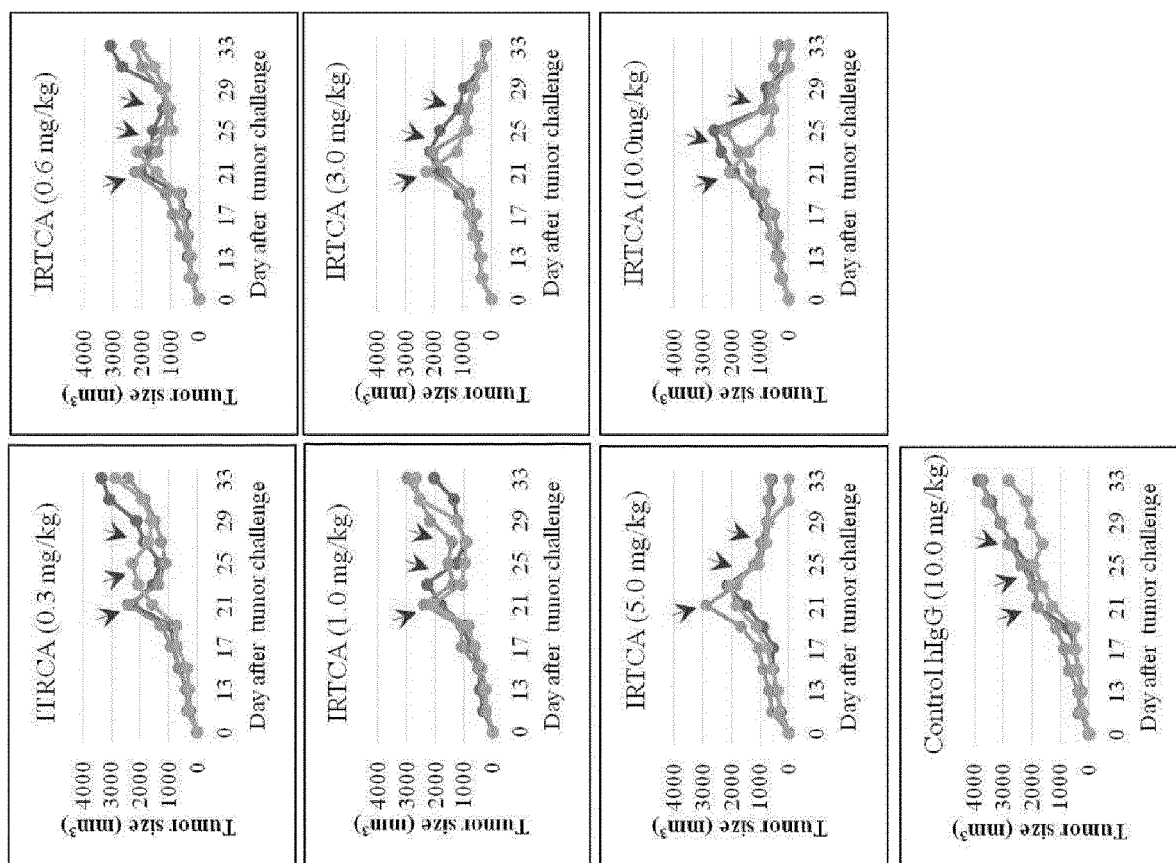 ITRCA (0.3 mg/kg)
Tumor size (mm³)
4000
3000
2000
1000
0
0 13 17 21 25 29 33
Day after tumor challenge
IRTCA (0.6 mg/kg)
Tumor size (mm³)
4000
3000
2000
1000
0
0 13 17 21 25 29 33
Day after tumor challenge
IRTCA (1.0 mg/kg)
Tumor size (mm³)
4000
3000
2000
1000
0
0 13 17 21 25 29 33
Day after tumor challenge
IRTCA (3.0 mg/kg)
Tumor size (mm³)
4000
3000
2000
1000
0
0 13 17 21 25 29 33
Day after tumor challenge
IRTCA (5.0 mg/kg)
Tumor size (mm³)
4000
3000
2000
1000
0
0 13 17 21 25 29 33
Day after tumor challenge
IRTCA (10.0mg/kg)
Tumor size (mm³)
4000
3000
2000
1000
0
0 13 17 21 25 29 33
Day after tumor challenge
Control hIgG (10.0 mg/kg)
Tumor size (mm³)
4000
3000
2000
1000
0
0 13 17 21 25 29 33
Day after tumor challenge